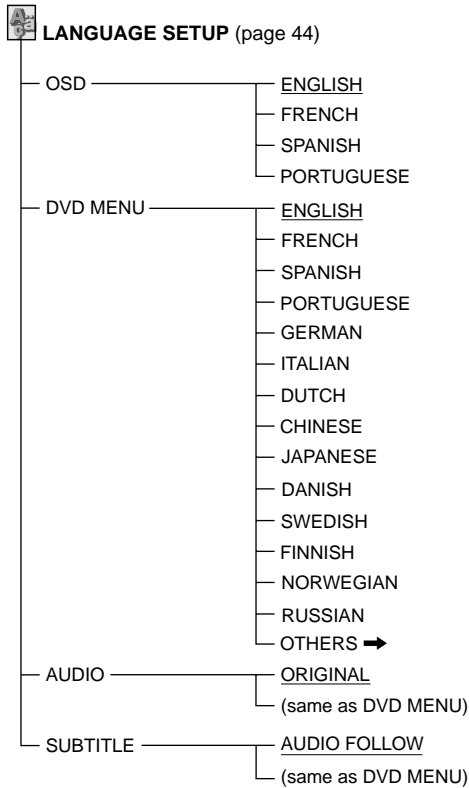 LANGUAGE SETUP (page 44)
OSD
ENGLISH
FRENCH
SPANISH
PORTUGUESE
DVD MENU
ENGLISH
FRENCH
SPANISH
PORTUGUESE
GERMAN
ITALIAN
DUTCH
CHINESE
JAPANESE
DANISH
SWEDISH
FINNISH
NORWEGIAN
RUSSIAN
OTHERS ➡
AUDIO
ORIGINAL
(same as DVD MENU)
SUBTITLE
AUDIO FOLLOW
(same as DVD MENU)